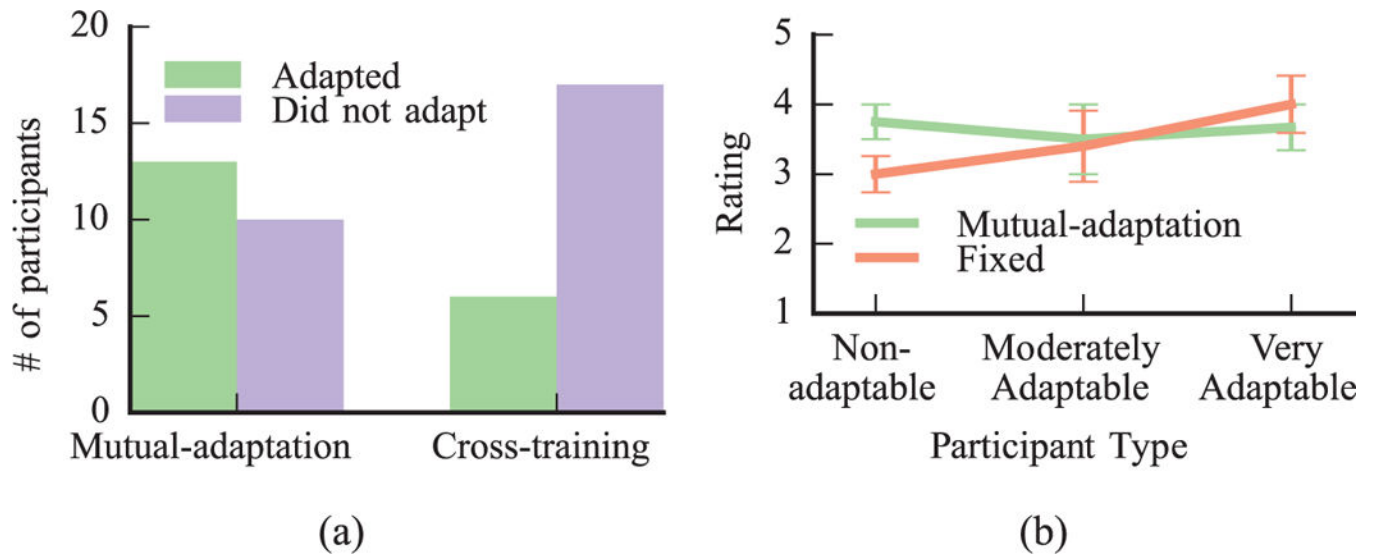 20
15
10
5
0
# of participants
Adapted
Did not adapt
Mutual-adaptation
Cross-training
(a)
5
4
3
2
1
Rating
Mutual-adaptation
Fixed
Non-
adaptable
Moderately
Adaptable
Very
Adaptable
Participant Type
(b)